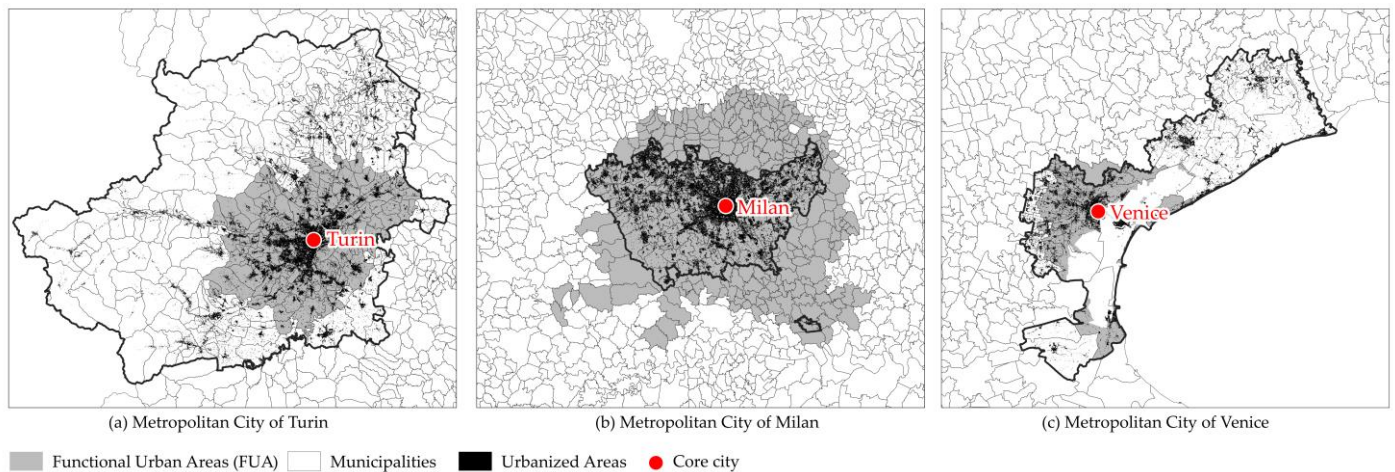 Turin
Milan
Venice
(a) Metropolitan City of Turin
(b) Metropolitan City of Milan
(c) Metropolitan City of Venice
Functional Urban Areas (FUA) Municipalities Urbanized Areas Core city